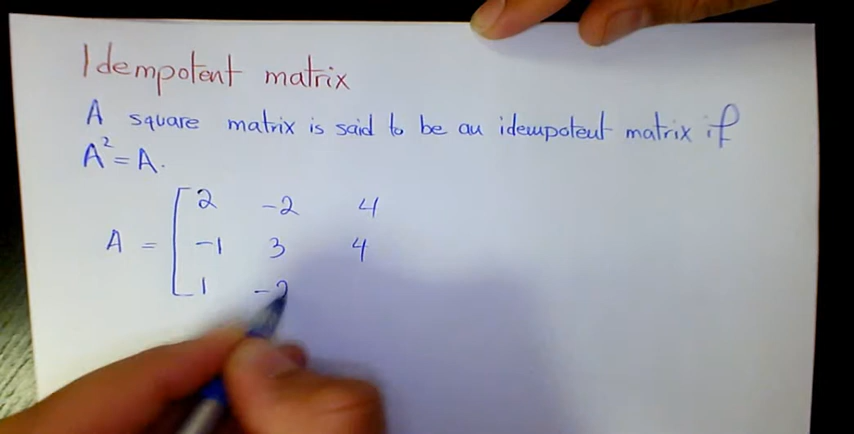 Idempotent matrix
A square matrix is said to be an idempotent matrix if
A² = A.
A = [ 2 -2 4
-1 3 4
1 -2